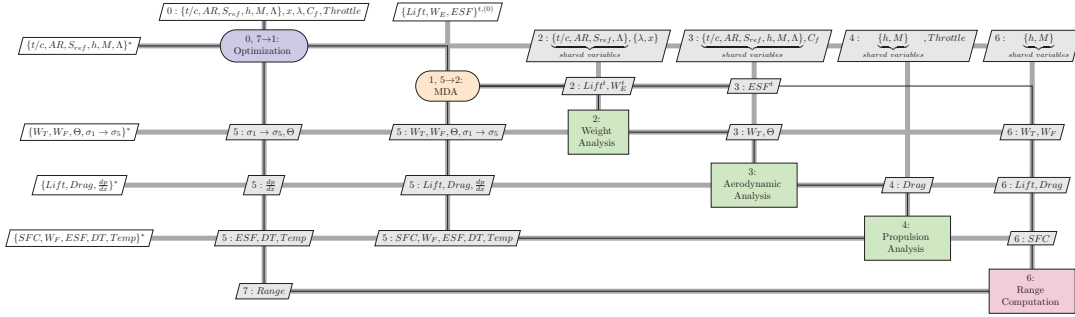 0 : {t/c, AR, S_ref, h, M, Λ}, x, λ, C_f, Throttle
{Lift, W_E, ESF}^{t,(0)}
{t/c, AR, S_ref, h, M, Λ}*
0, 7→1:
Optimization
2 : {t/c, AR, S_ref, Λ}, {λ, x}
shared variables
3 : {t/c, AR, S_ref, h, M, Λ}, C_f
shared variables
4 : {h, M}, Throttle
shared variables
6 : {h, M}
shared variables
1, 5→2:
MDA
2 : Lift^t, W_E^t
3 : ESF^t
{W_T, W_F, Θ, σ_1 → σ_5}*
5 : σ_1 → σ_5, Θ
5 : W_T, W_F, Θ, σ_1 → σ_5
2:
Weight
Analysis
3 : W_T, Θ
6 : W_T, W_F
{Lift, Drag, dp/dx}*
5 : dp/dx
5 : Lift, Drag, dp/dx
3:
Aerodynamic
Analysis
4 : Drag
6 : Lift, Drag
{SFC, W_F, ESF, DT, Temp}*
5 : ESF, DT, Temp
5 : SFC, W_F, ESF, DT, Temp
4:
Propulsion
Analysis
6 : SFC
7 : Range
6:
Range
Computation